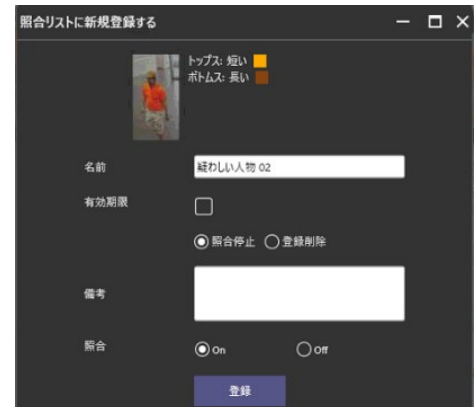 照合リストに新規登録する
トップス: 短い
ボトムス: 長い
名前
疑わしい人物 02
有効期限
照合停止 登録削除
備考
照合
On Off
登録